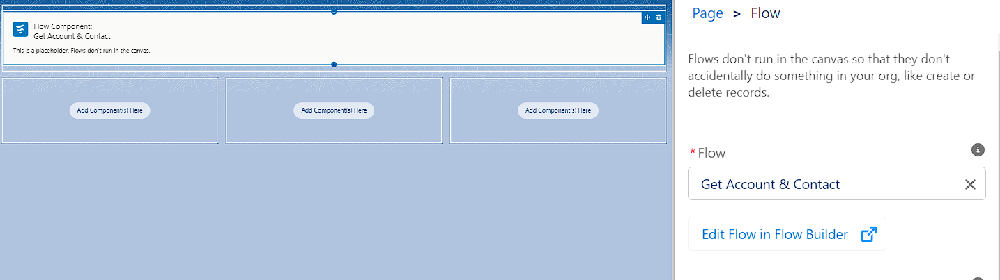 Flow Component:
Get Account & Contact
This is a placeholder. Flows don't run in the canvas.
Add Component(s) Here
Add Component(s) Here
Add Component(s) Here
Page > Flow
Flows don't run in the canvas so that they don't
accidentally do something in your org, like create or
delete records.
* Flow
Get Account & Contact
Edit Flow in Flow Builder